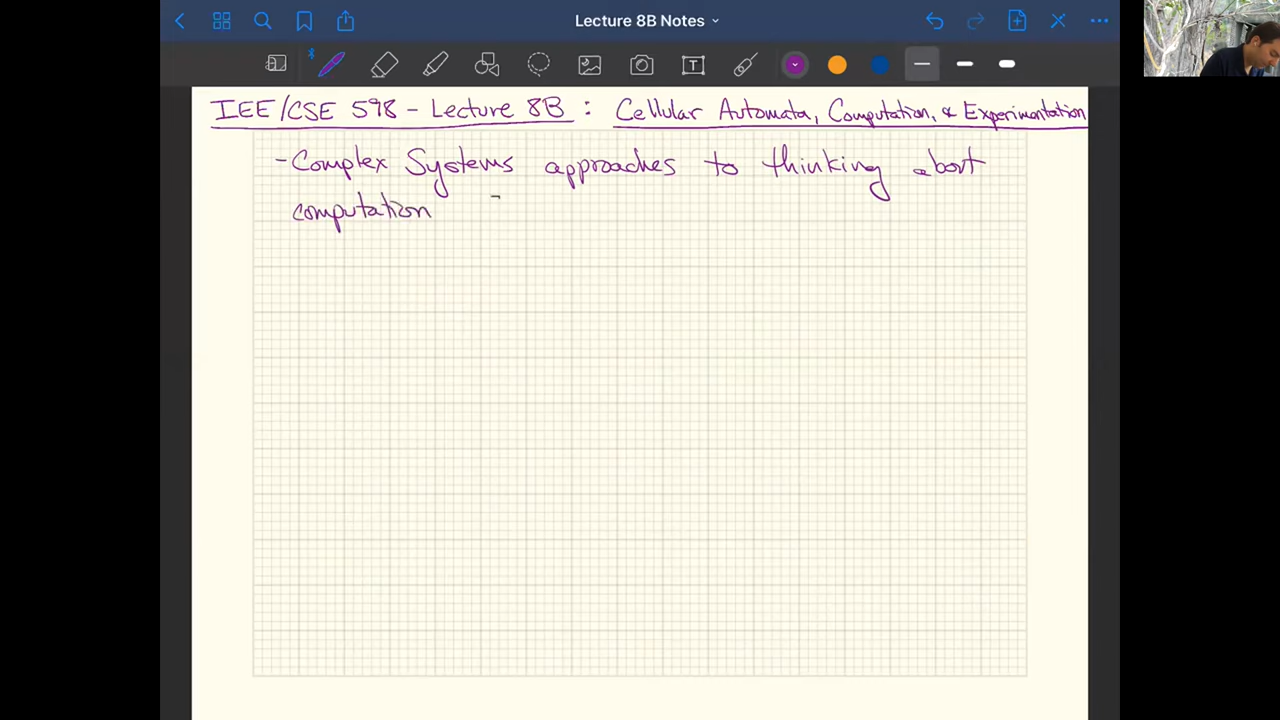 Lecture 8B Notes
T
IEE/CSE 598 - Lecture 8B : Cellular Automata, Computation, & Experimentation
- Complex Systems approaches to thinking about
computation